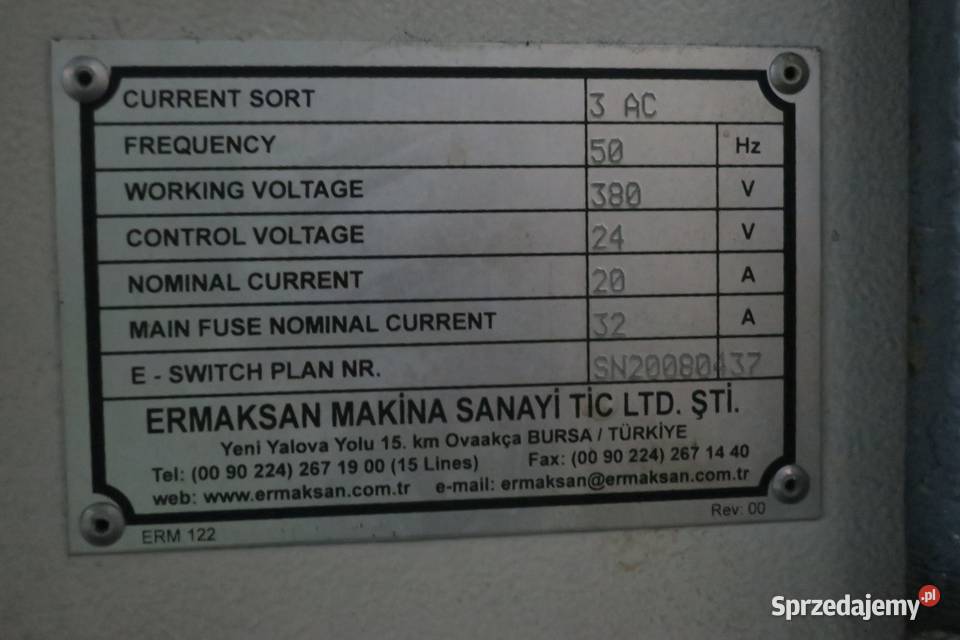 CURRENT SORT 3 AC
FREQUENCY 50 Hz
WORKING VOLTAGE 380 V
CONTROL VOLTAGE 24 V
NOMINAL CURRENT 20 A
MAIN FUSE NOMINAL CURRENT 32 A
E - SWITCH PLAN NR. SN20080437
ERMAKSAN MAKİNA SANAYİ TİC LTD. ŞTİ.
Yeni Yalova Yolu 15. km Ovaakça BURSA / TÜRKİYE
Tel: (00 90 224) 267 19 00 (15 Lines) Fax: (00 90 224) 267 14 40
web: www.ermaksan.com.tr e-mail: ermaksan@ermaksan.com.tr
ERM 122 Rev: 00
Sprzedajemy.pl